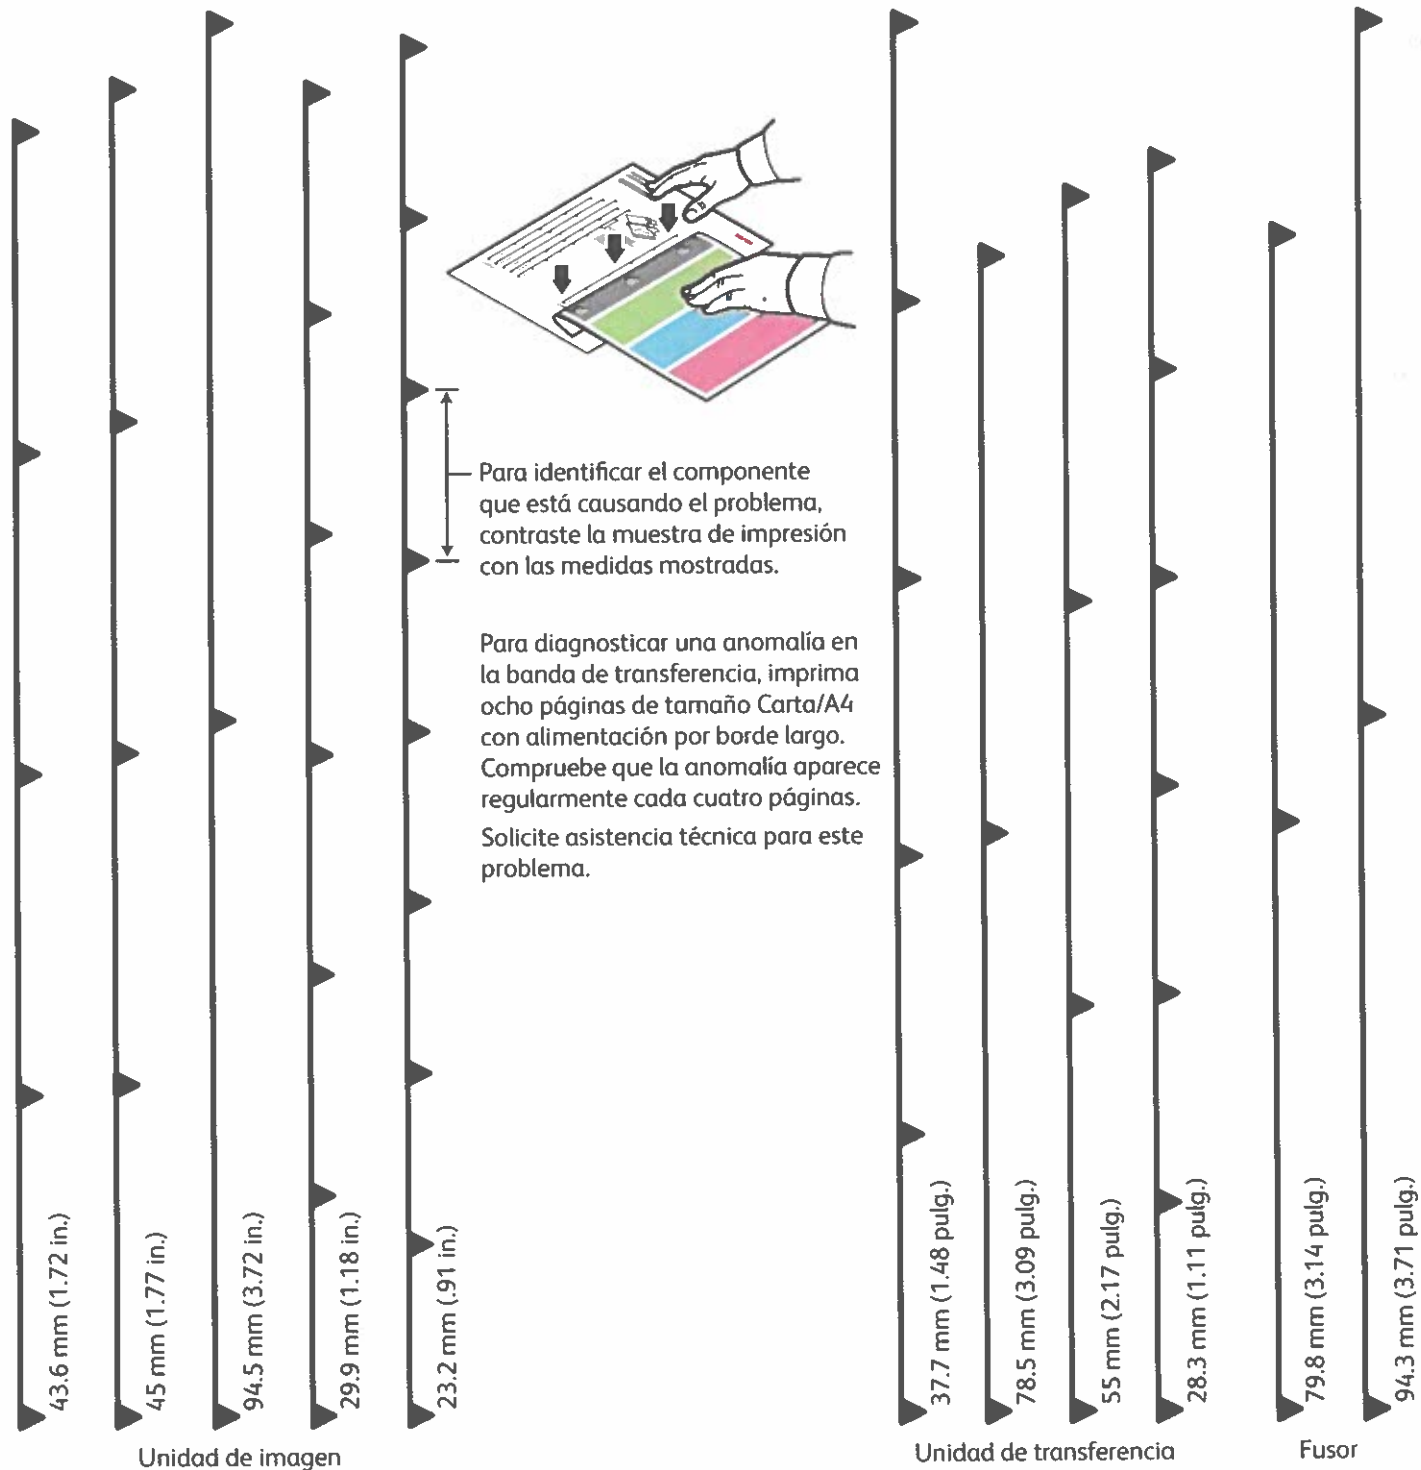 Para identificar el componente
que está causando el problema,
contraste la muestra de impresión
con las medidas mostradas.
Para diagnosticar una anomalía en
la banda de transferencia, imprima
ocho páginas de tamaño Carta/A4
con alimentación por borde largo.
Compruebe que la anomalía aparece
regularmente cada cuatro páginas.
Solicite asistencia técnica para este
problema.
43.6 mm (1.72 in.)
45 mm (1.77 in.)
94.5 mm (3.72 in.)
29.9 mm (1.18 in.)
23.2 mm (.91 in.)
37.7 mm (1.48 pulg.)
78.5 mm (3.09 pulg.)
55 mm (2.17 pulg.)
28.3 mm (1.11 pulg.)
79.8 mm (3.14 pulg.)
94.3 mm (3.71 pulg.)
Unidad de imagen
Unidad de transferencia
Fusor